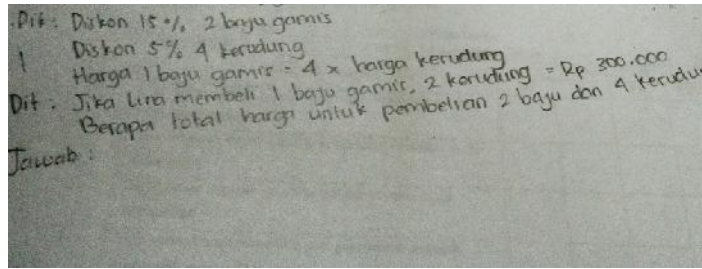 Dik : Diskon 15 %  2 baju gamis
1 Diskon 5% 4 kerudung
Harga 1 baju gamis = 4 x harga kerudung
Dit : Jika Lira membeli 1 baju gamis, 2 kerudung = Rp 300.000
Berapa total harga untuk pembelian 2 baju dan 4 kerudu
Jawab :